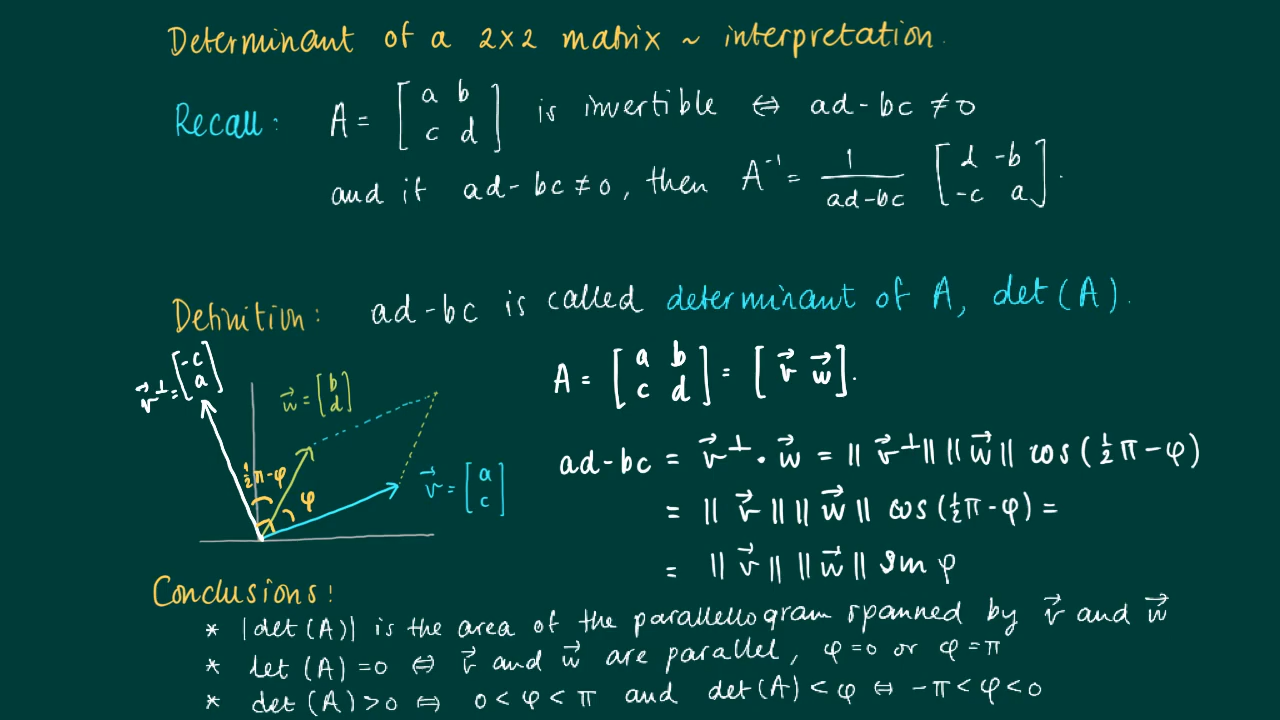 Determinant of a 2×2 matrix ~ interpretation.
Recall: A = [a b; c d] is invertible ⇔ ad-bc ≠ 0
and if ad-bc ≠ 0, then A⁻¹ = 1/(ad-bc) [d -b; -c a].
Definition: ad-bc is called determinant of A, det(A).
v⃗^⊥ = [-c; a]
w⃗ = [b; d]
½π-φ
φ
v⃗ = [a; c]
A = [a b; c d] = [v⃗ w⃗].
ad-bc = v⃗^⊥ · w⃗ = ||v⃗^⊥|| ||w⃗|| cos(½π-φ)
= ||v⃗|| ||w⃗|| cos(½π-φ) =
= ||v⃗|| ||w⃗|| sin φ
Conclusions:
* |det(A)| is the area of the parallellogram spanned by v⃗ and w⃗
* det(A) = 0 ⇔ v⃗ and w⃗ are parallel, φ=0 or φ=π
* det(A) > 0 ⇔ 0 < φ < π and det(A) < φ ⇔ -π < φ < 0